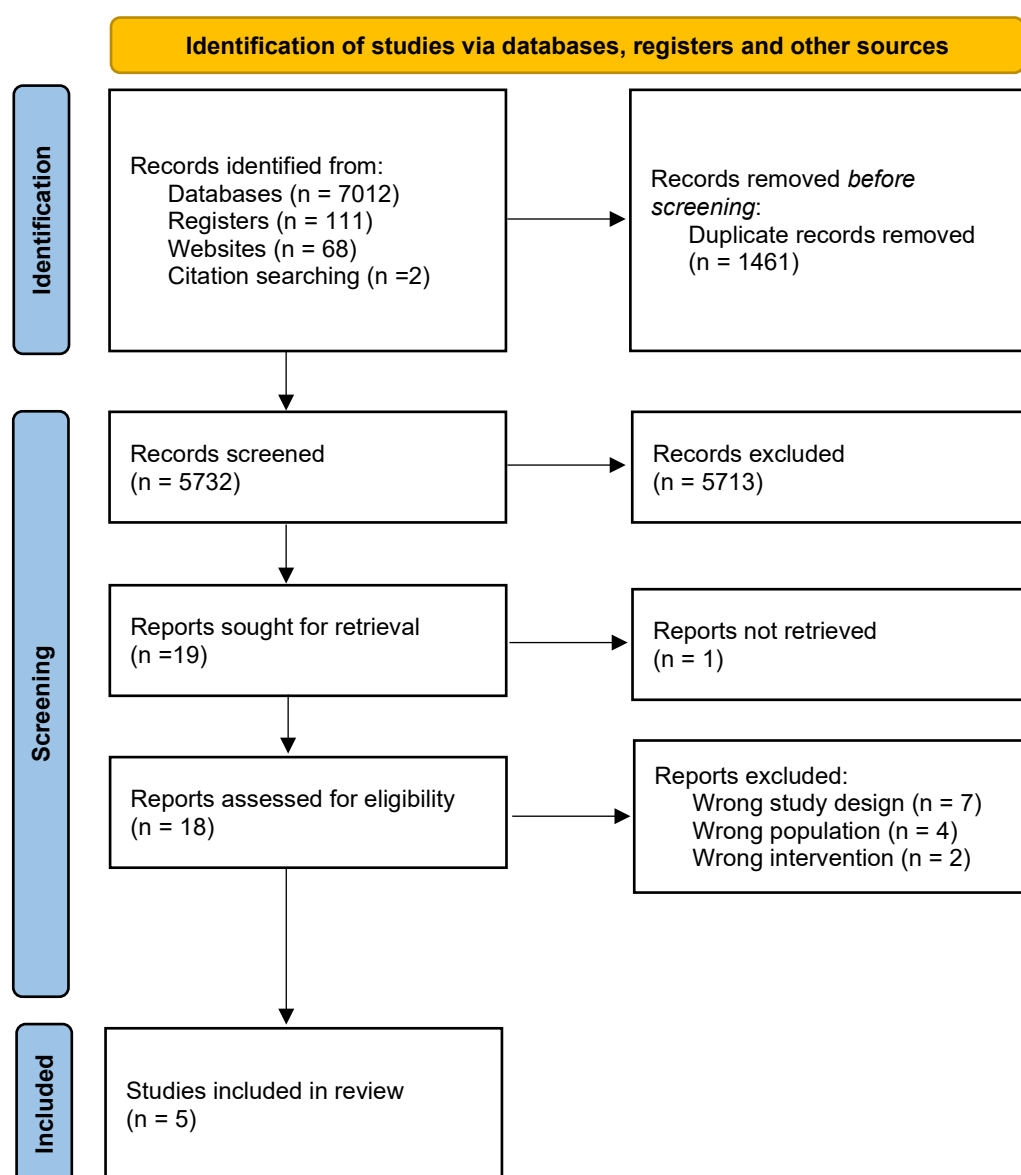 Identification of studies via databases, registers and other sources
Identification
Records identified from:
Databases (n = 7012)
Registers (n = 111)
Websites (n = 68)
Citation searching (n =2)
Records removed before
screening:
Duplicate records removed
(n = 1461)
Screening
Records screened
(n = 5732)
Records excluded
(n = 5713)
Reports sought for retrieval
(n =19)
Reports not retrieved
(n = 1)
Reports assessed for eligibility
(n = 18)
Reports excluded:
Wrong study design (n = 7)
Wrong population (n = 4)
Wrong intervention (n = 2)
Included
Studies included in review
(n = 5)